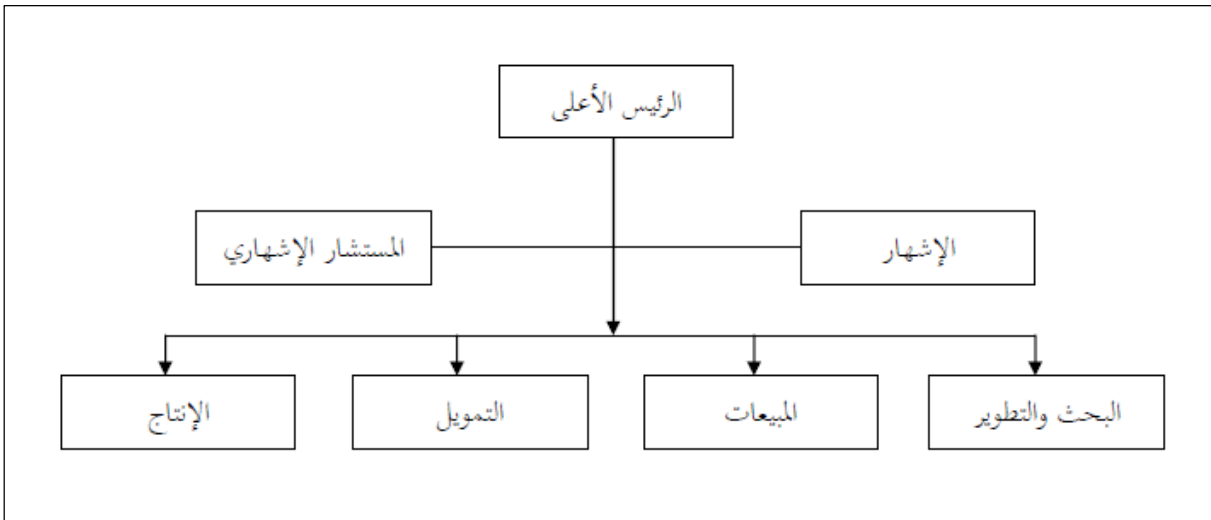 الرئيس الأعلى
الإشهار
المستشار الإشهاري
البحث والتطوير
المبيعات
التمويل
الإنتاج